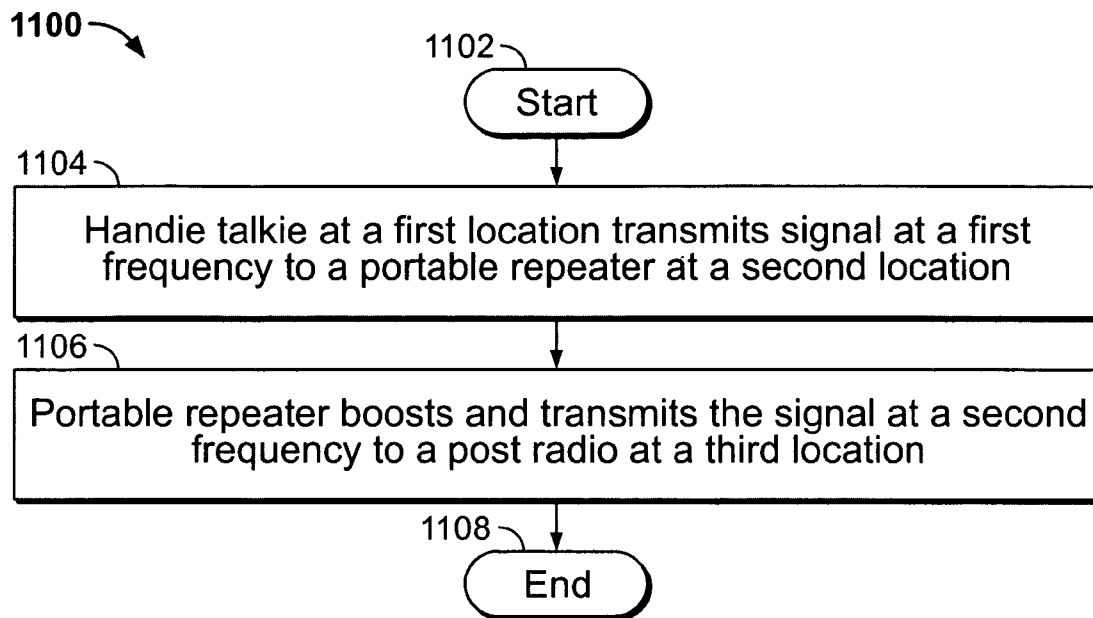 1100
1102
Start
1104
Handie talkie at a first location transmits signal at a first
frequency to a portable repeater at a second location
1106
Portable repeater boosts and transmits the signal at a second
frequency to a post radio at a third location
1108
End